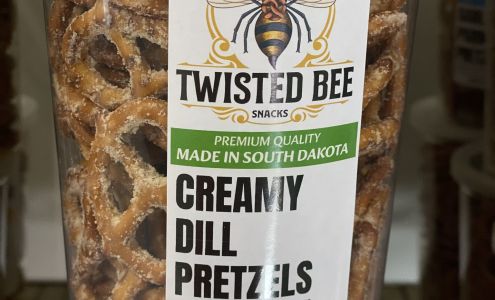 TWISTED BEE
SNACKS
PREMIUM QUALITY
MADE IN SOUTH DAKOTA
CREAMY
DILL
PRETZELS